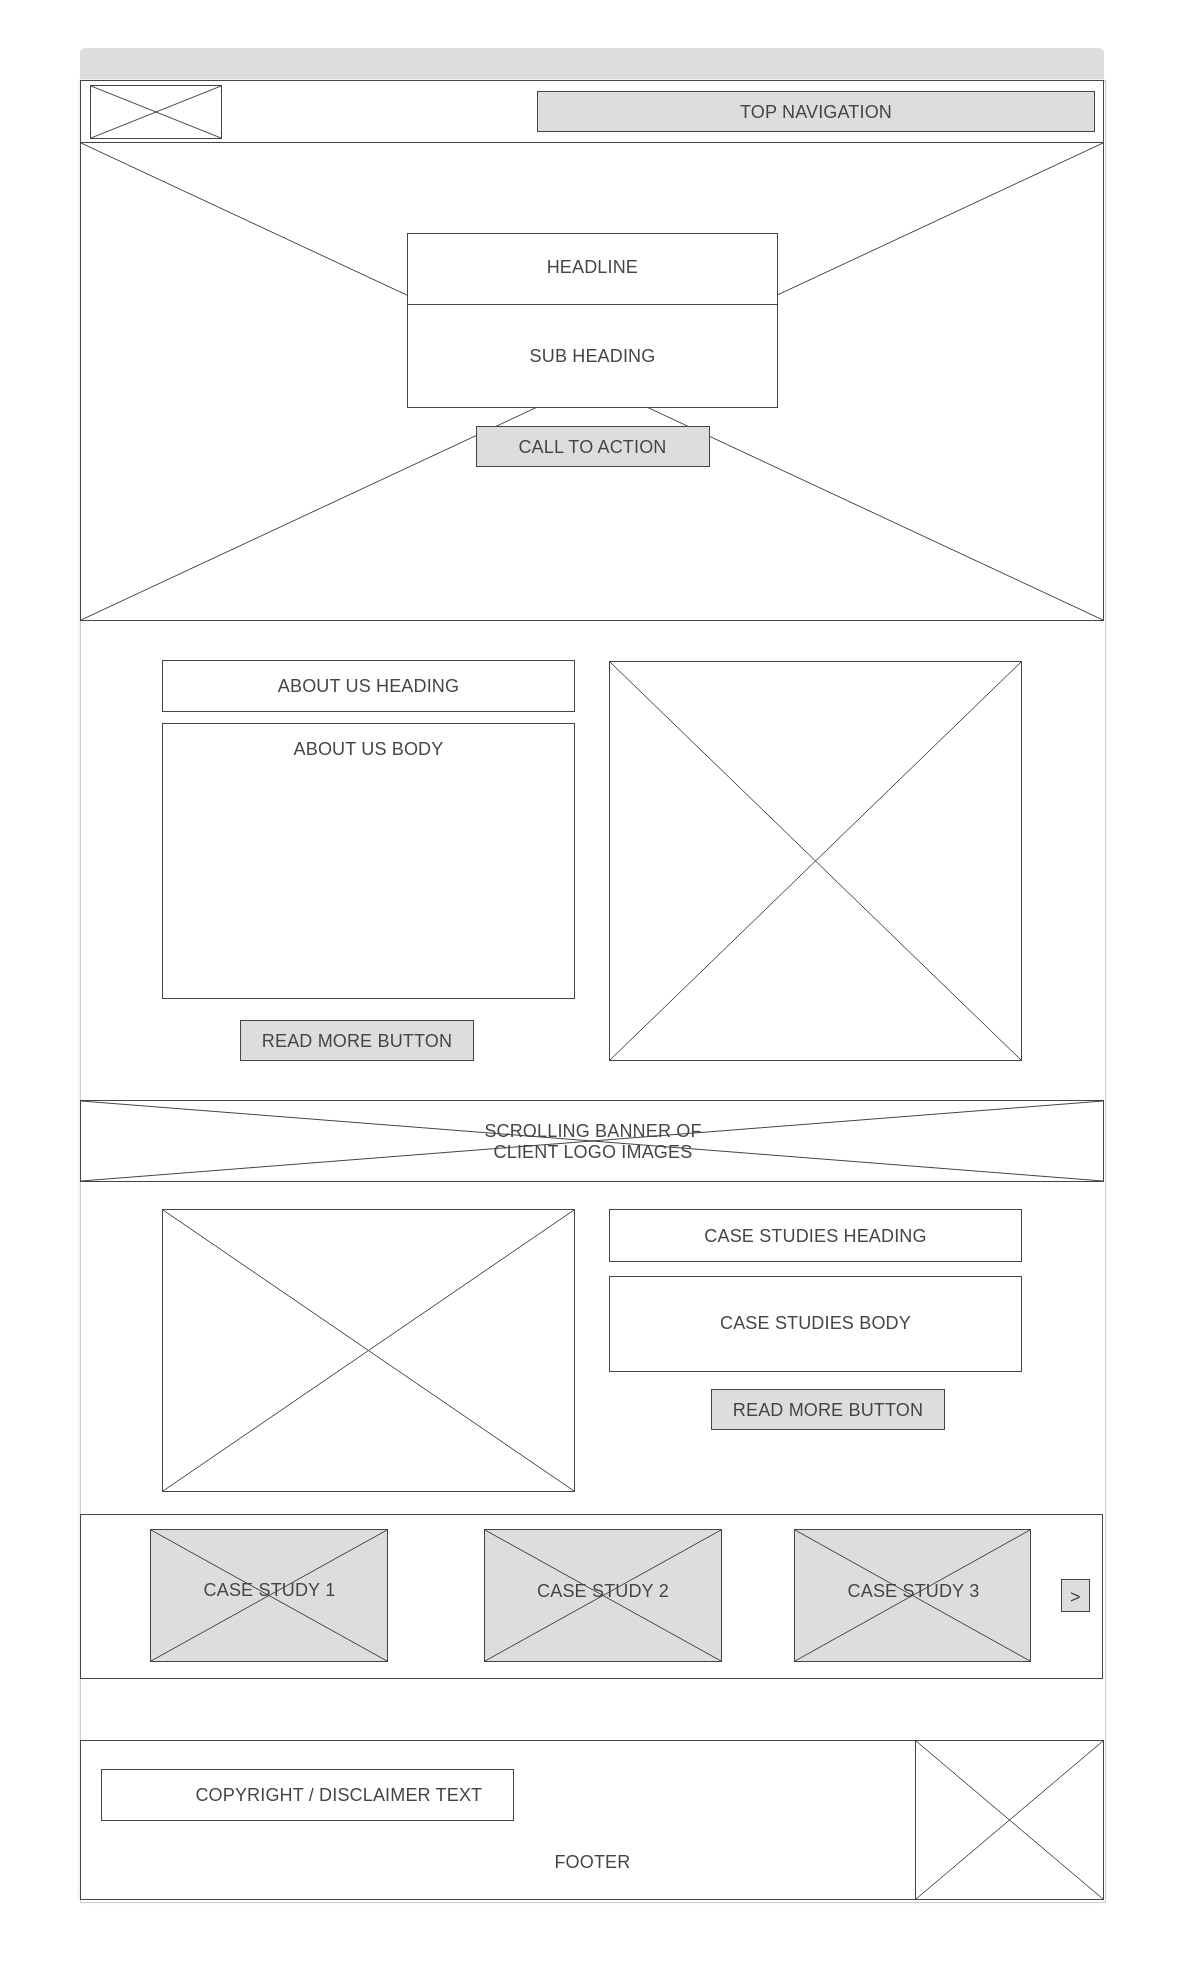 TOP NAVIGATION
HEADLINE
SUB HEADING
CALL TO ACTION
ABOUT US HEADING
ABOUT US BODY
READ MORE BUTTON
SCROLLING BANNER OF
CLIENT LOGO IMAGES
CASE STUDIES HEADING
CASE STUDIES BODY
READ MORE BUTTON
CASE STUDY 1
CASE STUDY 2
CASE STUDY 3
>
COPYRIGHT / DISCLAIMER TEXT
FOOTER